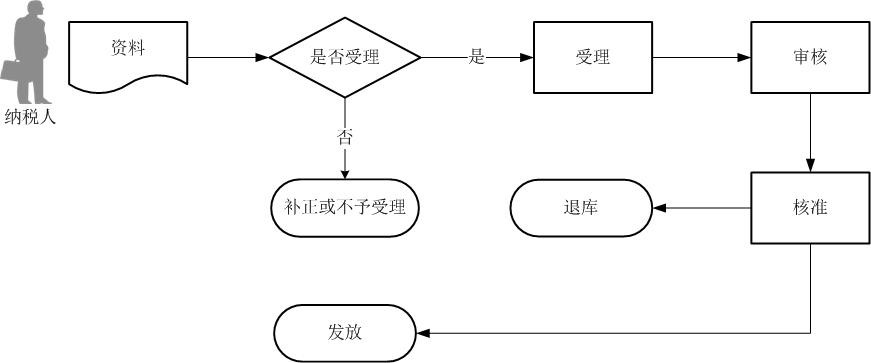 资料
是否受理
是
受理
审核
纳税人
否
补正或不予受理
退库
核准
发放